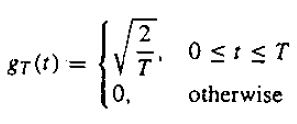 g_T(t) = { √(2/T), 0 ≤ t ≤ T
0, otherwise